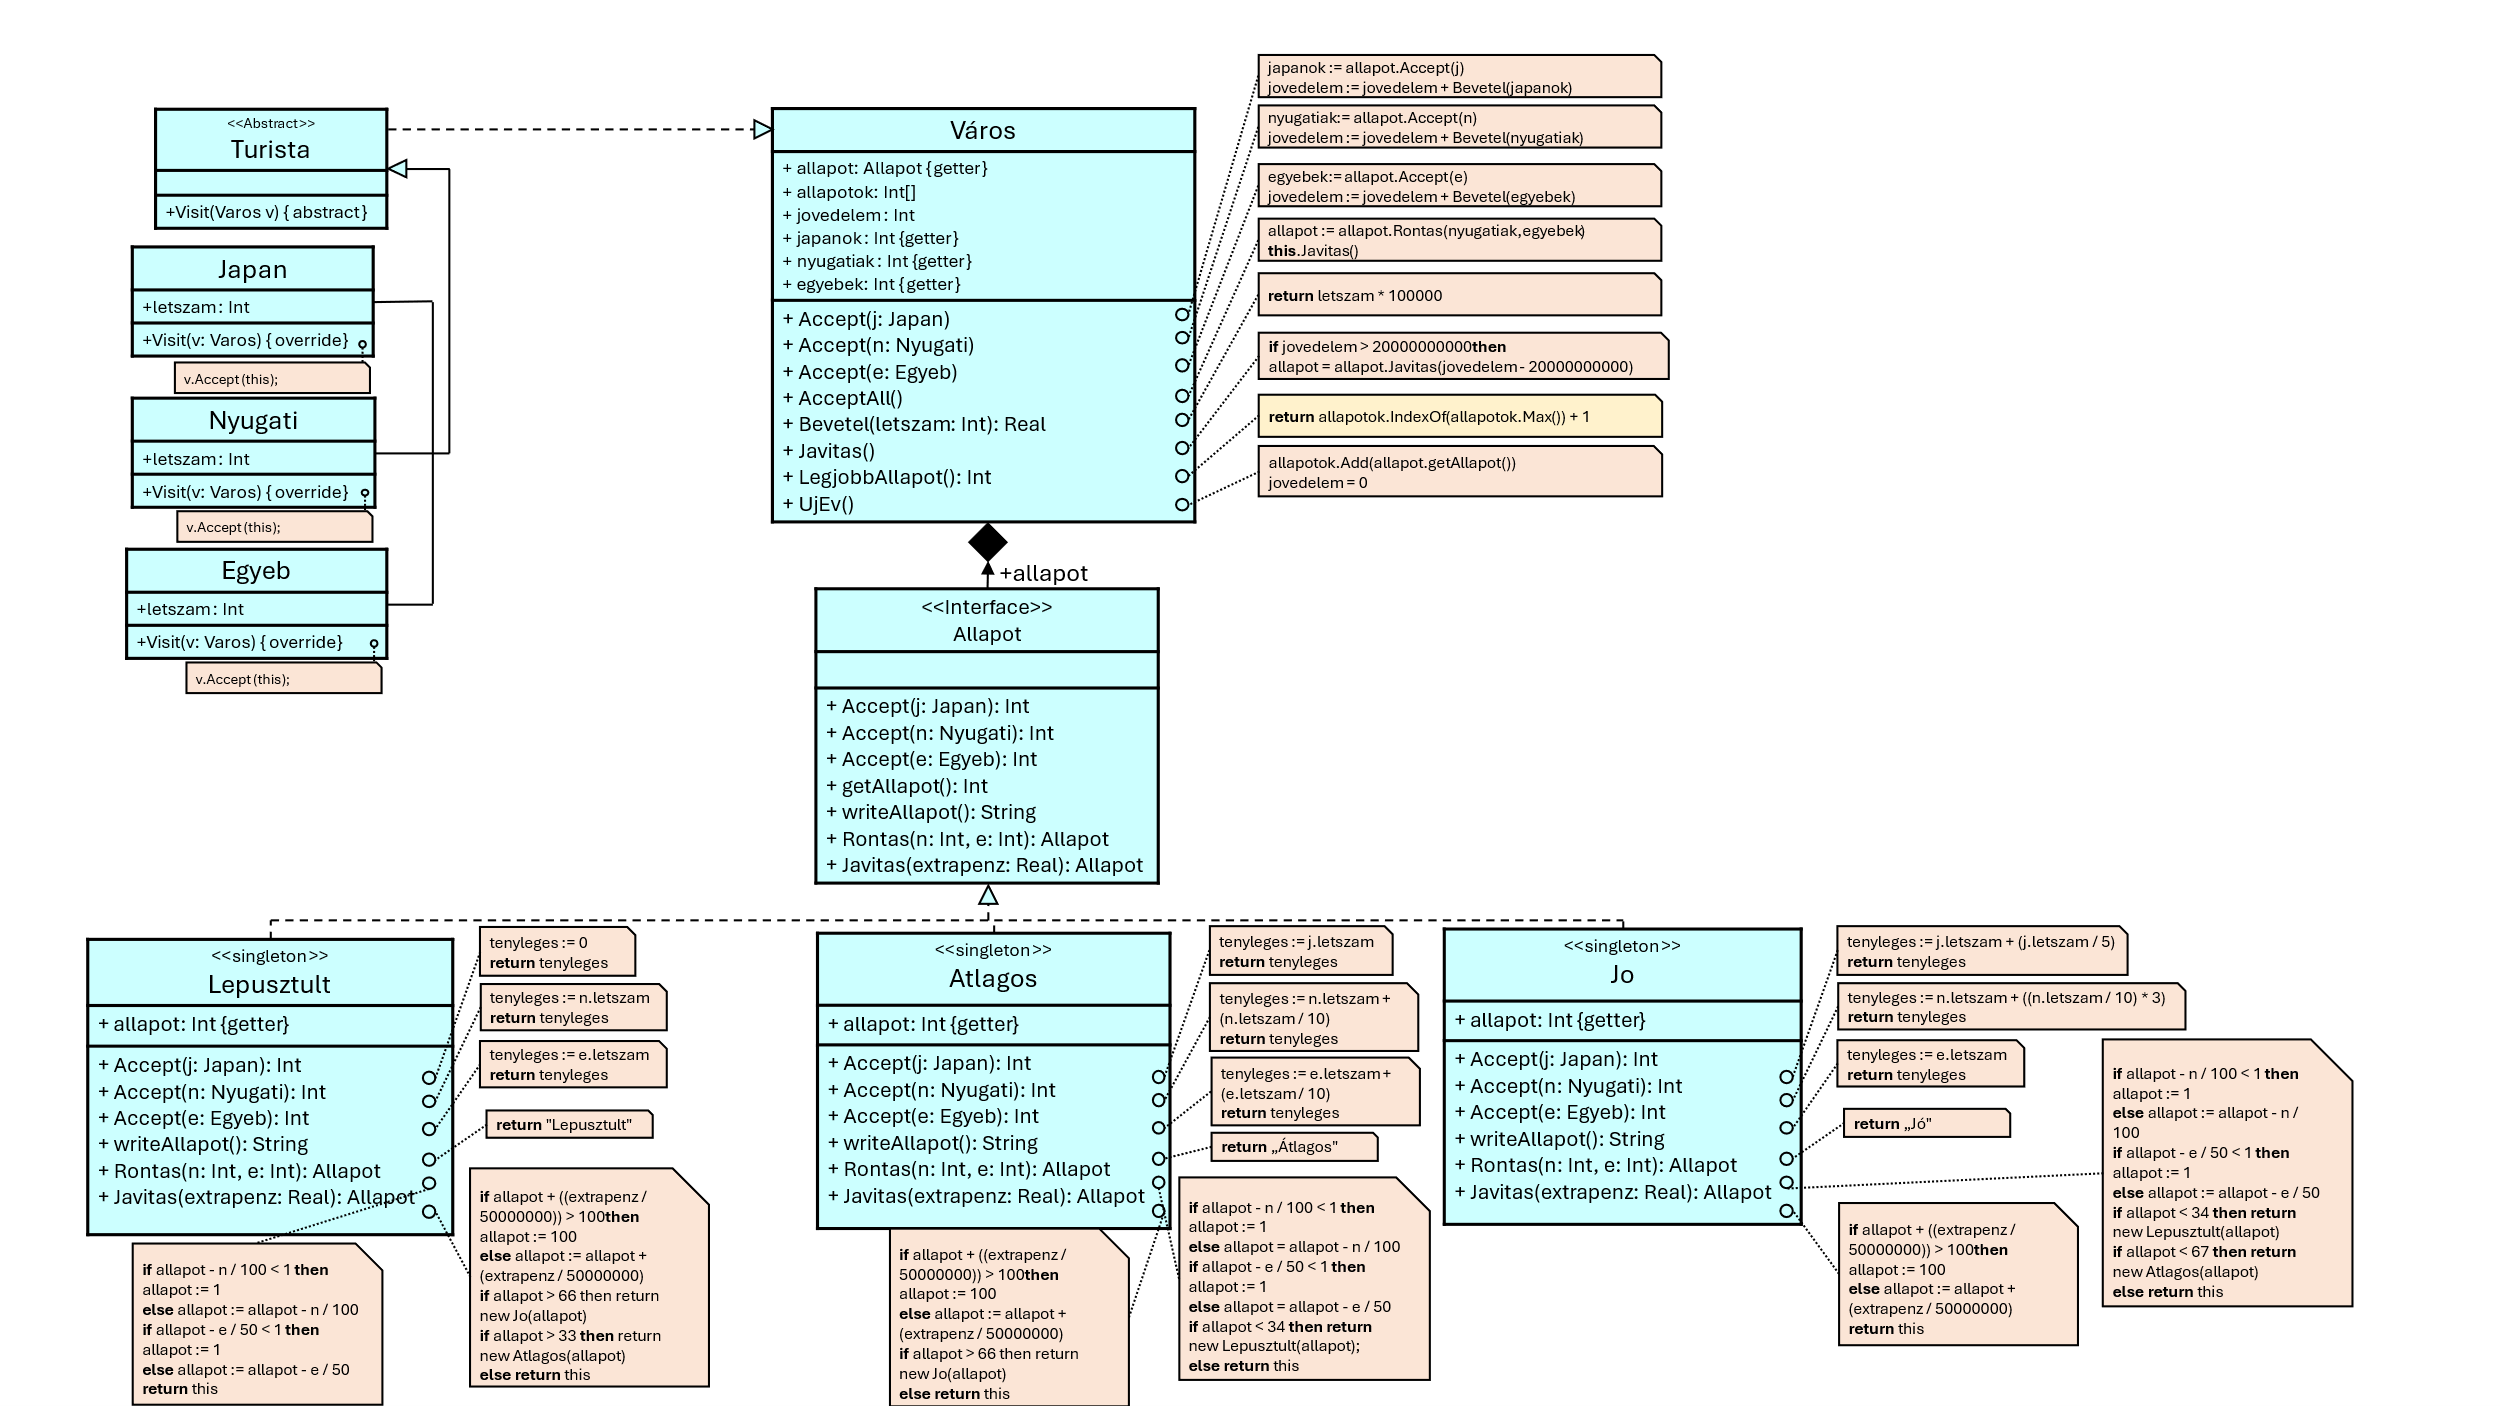 <<Abstract>>
Turista
+Visit(Varos v) { abstract}
Japan
+letszam: Int
+Visit(v: Varos) { override}
v.Accept(this);
Nyugati
+letszam: Int
+Visit(v: Varos) { override}
v.Accept(this);
Egyeb
+letszam: Int
+Visit(v: Varos) { override}
v.Accept(this);
Város
+ allapot: Allapot {getter}
+ allapotok: Int[]
+ jovedelem: Int
+ japanok: Int {getter}
+ nyugatiak: Int {getter}
+ egyebek: Int {getter}
+ Accept(j: Japan)
+ Accept(n: Nyugati)
+ Accept(e: Egyeb)
+ AcceptAll()
+ Bevetel(letszam: Int): Real
+ Javitas()
+ LegjobbAllapot(): Int
+ UjEv()
japanok := allapot.Accept(j)
jovedelem := jovedelem + Bevetel(japanok)
nyugatiak:= allapot.Accept(n)
jovedelem := jovedelem + Bevetel(nyugatiak)
egyebek:= allapot.Accept(e)
jovedelem := jovedelem + Bevetel(egyebek)
allapot := allapot.Rontas(nyugatiak,egyebek)
this.Javitas()
return letszam * 100000
if jovedelem > 20000000000then
allapot = allapot.Javitas(jovedelem - 20000000000)
return allapotok.IndexOf(allapotok.Max()) + 1
allapotok.Add(allapot.getAllapot())
jovedelem = 0
+allapot
<<Interface>>
Allapot
+ Accept(j: Japan): Int
+ Accept(n: Nyugati): Int
+ Accept(e: Egyeb): Int
+ getAllapot(): Int
+ writeAllapot(): String
+ Rontas(n: Int, e: Int): Allapot
+ Javitas(extrapenz: Real): Allapot
<<singleton>>
Lepusztult
+ allapot: Int {getter}
+ Accept(j: Japan): Int
+ Accept(n: Nyugati): Int
+ Accept(e: Egyeb): Int
+ writeAllapot(): String
+ Rontas(n: Int, e: Int): Allapot
+ Javitas(extrapenz: Real): Allapot
tenyleges := 0
return tenyleges
tenyleges := n.letszam
return tenyleges
tenyleges := e.letszam
return tenyleges
return "Lepusztult"
if allapot - n / 100 < 1 then
allapot := 1
else allapot := allapot - n / 100
if allapot - e / 50 < 1 then
allapot := 1
else allapot := allapot - e / 50
return this
if allapot + ((extrapenz /
50000000)) > 100then
allapot := 100
else allapot := allapot +
(extrapenz / 50000000)
if allapot > 66 then return
new Jo(allapot)
if allapot > 33 then return
new Atlagos(allapot)
else return this
<<singleton>>
Atlagos
+ allapot: Int {getter}
+ Accept(j: Japan): Int
+ Accept(n: Nyugati): Int
+ Accept(e: Egyeb): Int
+ writeAllapot(): String
+ Rontas(n: Int, e: Int): Allapot
+ Javitas(extrapenz: Real): Allapot
tenyleges := j.letszam
return tenyleges
tenyleges := n.letszam +
(n.letszam / 10)
return tenyleges
tenyleges := e.letszam +
(e.letszam / 10)
return tenyleges
return „Átlagos"
if allapot + ((extrapenz /
50000000)) > 100then
allapot := 100
else allapot := allapot +
(extrapenz / 50000000)
if allapot > 66 then return
new Jo(allapot)
else return this
if allapot - n / 100 < 1 then
allapot := 1
else allapot = allapot - n / 100
if allapot - e / 50 < 1 then
allapot := 1
else allapot = allapot - e / 50
if allapot < 34 then return
new Lepusztult(allapot);
else return this
<<singleton>>
Jo
+ allapot: Int {getter}
+ Accept(j: Japan): Int
+ Accept(n: Nyugati): Int
+ Accept(e: Egyeb): Int
+ writeAllapot(): String
+ Rontas(n: Int, e: Int): Allapot
+ Javitas(extrapenz: Real): Allapot
tenyleges := j.letszam + (j.letszam / 5)
return tenyleges
tenyleges := n.letszam + ((n.letszam / 10) * 3)
return tenyleges
tenyleges := e.letszam
return tenyleges
return „Jó"
if allapot + ((extrapenz /
50000000)) > 100then
allapot := 100
else allapot := allapot +
(extrapenz / 50000000)
return this
if allapot - n / 100 < 1 then
allapot := 1
else allapot := allapot - n /
100
if allapot - e / 50 < 1 then
allapot := 1
else allapot := allapot - e / 50
if allapot < 34 then return
new Lepusztult(allapot)
if allapot < 67 then return
new Atlagos(allapot)
else return this